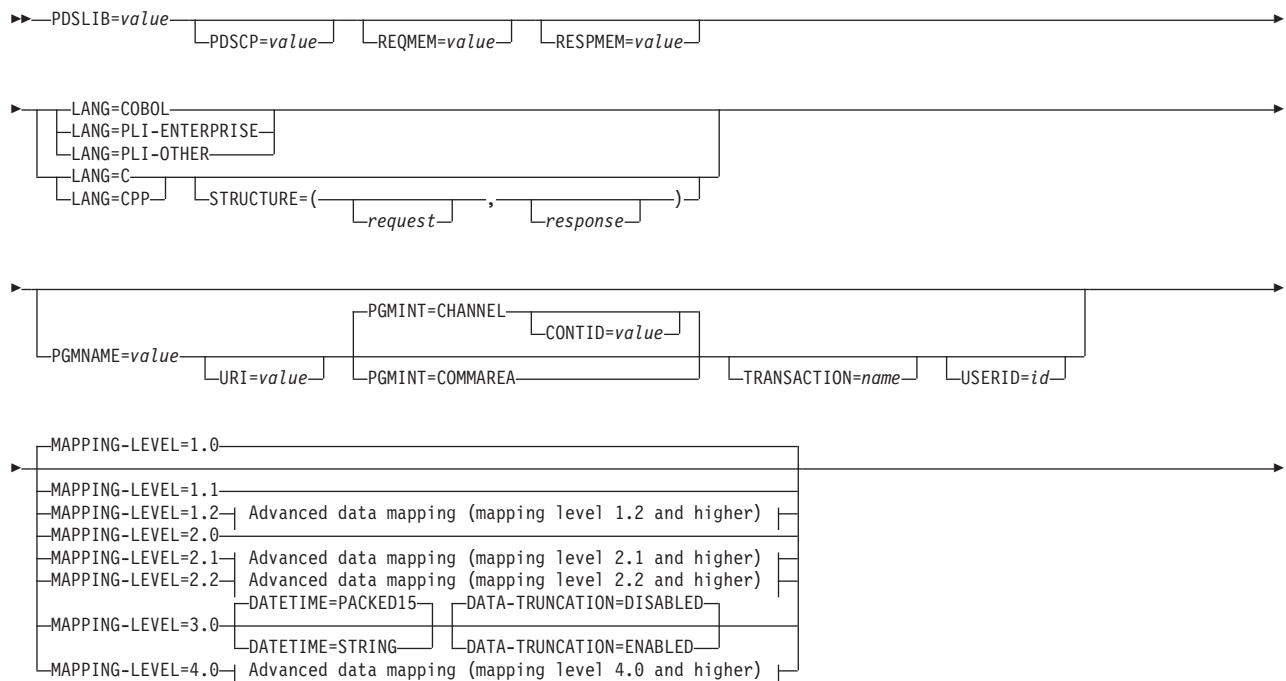 PDSLIB=value
PDSCP=value REQMEM=value RESPMEM=value
LANG=COBOL
LANG=PLI-ENTERPRISE
LANG=PLI-OTHER
LANG=C
LANG=CPP STRUCTURE=( , )
request response
PGMINT=CHANNEL
CONTID=value
PGMNAME=value
URI=value PGMINT=COMMAREA TRANSACTION=name USERID=id
MAPPING-LEVEL=1.0
MAPPING-LEVEL=1.1
MAPPING-LEVEL=1.2 Advanced data mapping (mapping level 1.2 and higher)
MAPPING-LEVEL=2.0
MAPPING-LEVEL=2.1 Advanced data mapping (mapping level 2.1 and higher)
MAPPING-LEVEL=2.2 Advanced data mapping (mapping level 2.2 and higher)
DATETIME=PACKED15 DATA-TRUNCATION=DISABLED
MAPPING-LEVEL=3.0
DATETIME=STRING DATA-TRUNCATION=ENABLED
MAPPING-LEVEL=4.0 Advanced data mapping (mapping level 4.0 and higher)